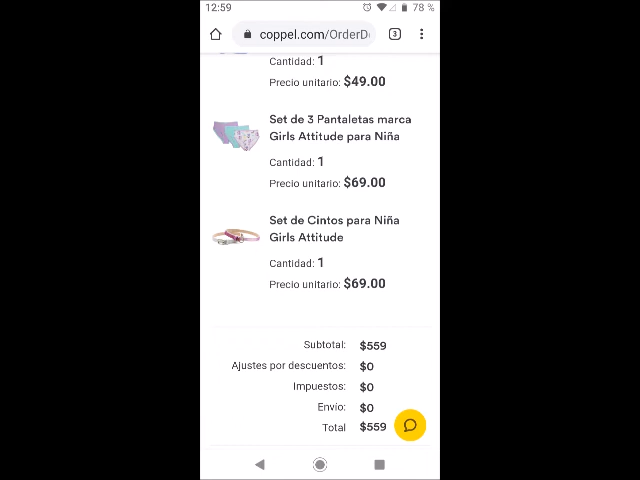 12:59
78 %
coppel.com/OrderD
3
Cantidad: 1
Precio unitario: $49.00
Set de 3 Pantaletas marca
Girls Attitude para Niña
Cantidad: 1
Precio unitario: $69.00
Set de Cintos para Niña
Girls Attitude
Cantidad: 1
Precio unitario: $69.00
Subtotal: $559
Ajustes por descuentos: $0
Impuestos: $0
Envío: $0
Total $559